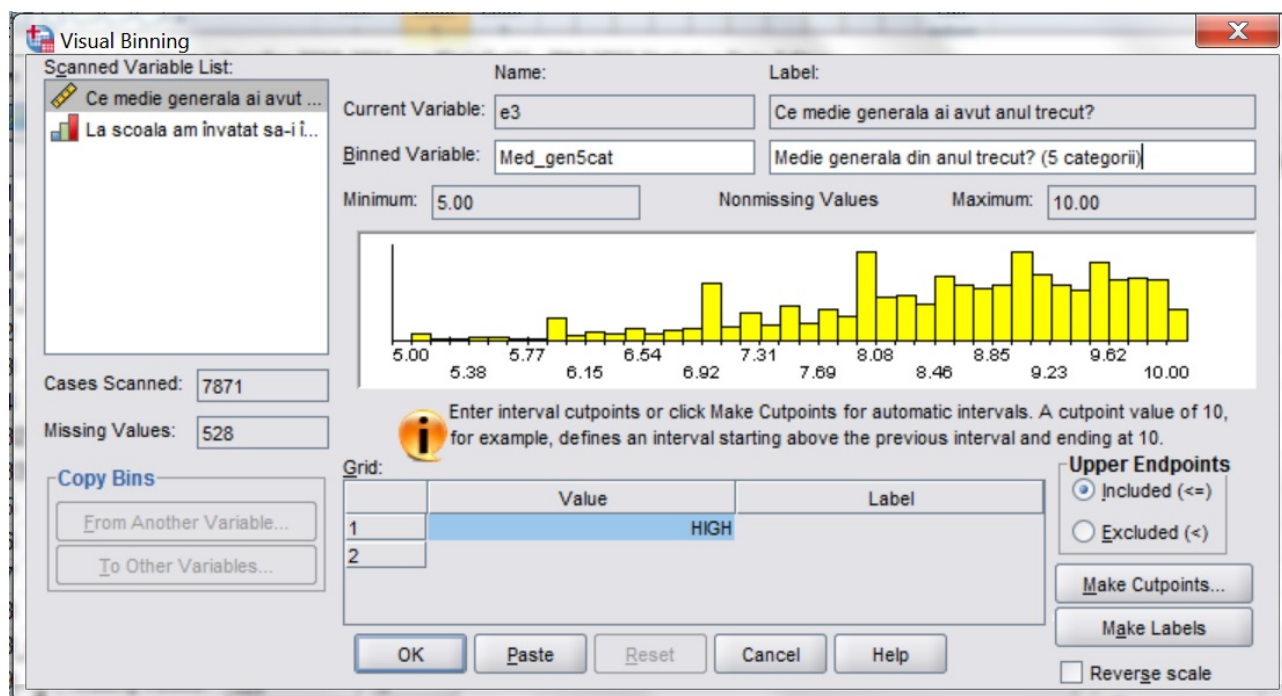 Visual Binning
Scanned Variable List:
Ce medie generala ai avut ...
La scoala am învatat sa-i î...
Name:
Label:
Current Variable:
e3
Ce medie generala ai avut anul trecut?
Binned Variable:
Med_gen5cat
Medie generala din anul trecut? (5 categorii)
Minimum:
5.00
Nonmissing Values
Maximum:
10.00
5.00 5.77 6.54 7.31 8.08 8.85 9.62
5.38 6.15 6.92 7.69 8.46 9.23 10.00
Cases Scanned:
7871
Missing Values:
528
Enter interval cutpoints or click Make Cutpoints for automatic intervals. A cutpoint value of 10,
for example, defines an interval starting above the previous interval and ending at 10.
Copy Bins
From Another Variable...
To Other Variables...
Grid:
Value Label
1 HIGH
2
Upper Endpoints
Included (<=)
Excluded (<)
Make Cutpoints...
Make Labels
Reverse scale
OK Paste Reset Cancel Help